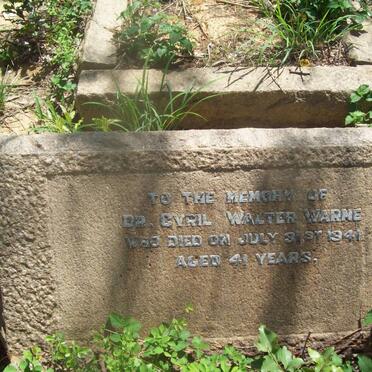 TO THE MEMORY OF
DR. CYRIL WALTER WARNE
WHO DIED ON JULY 31ST 1941
AGED 41 YEARS.